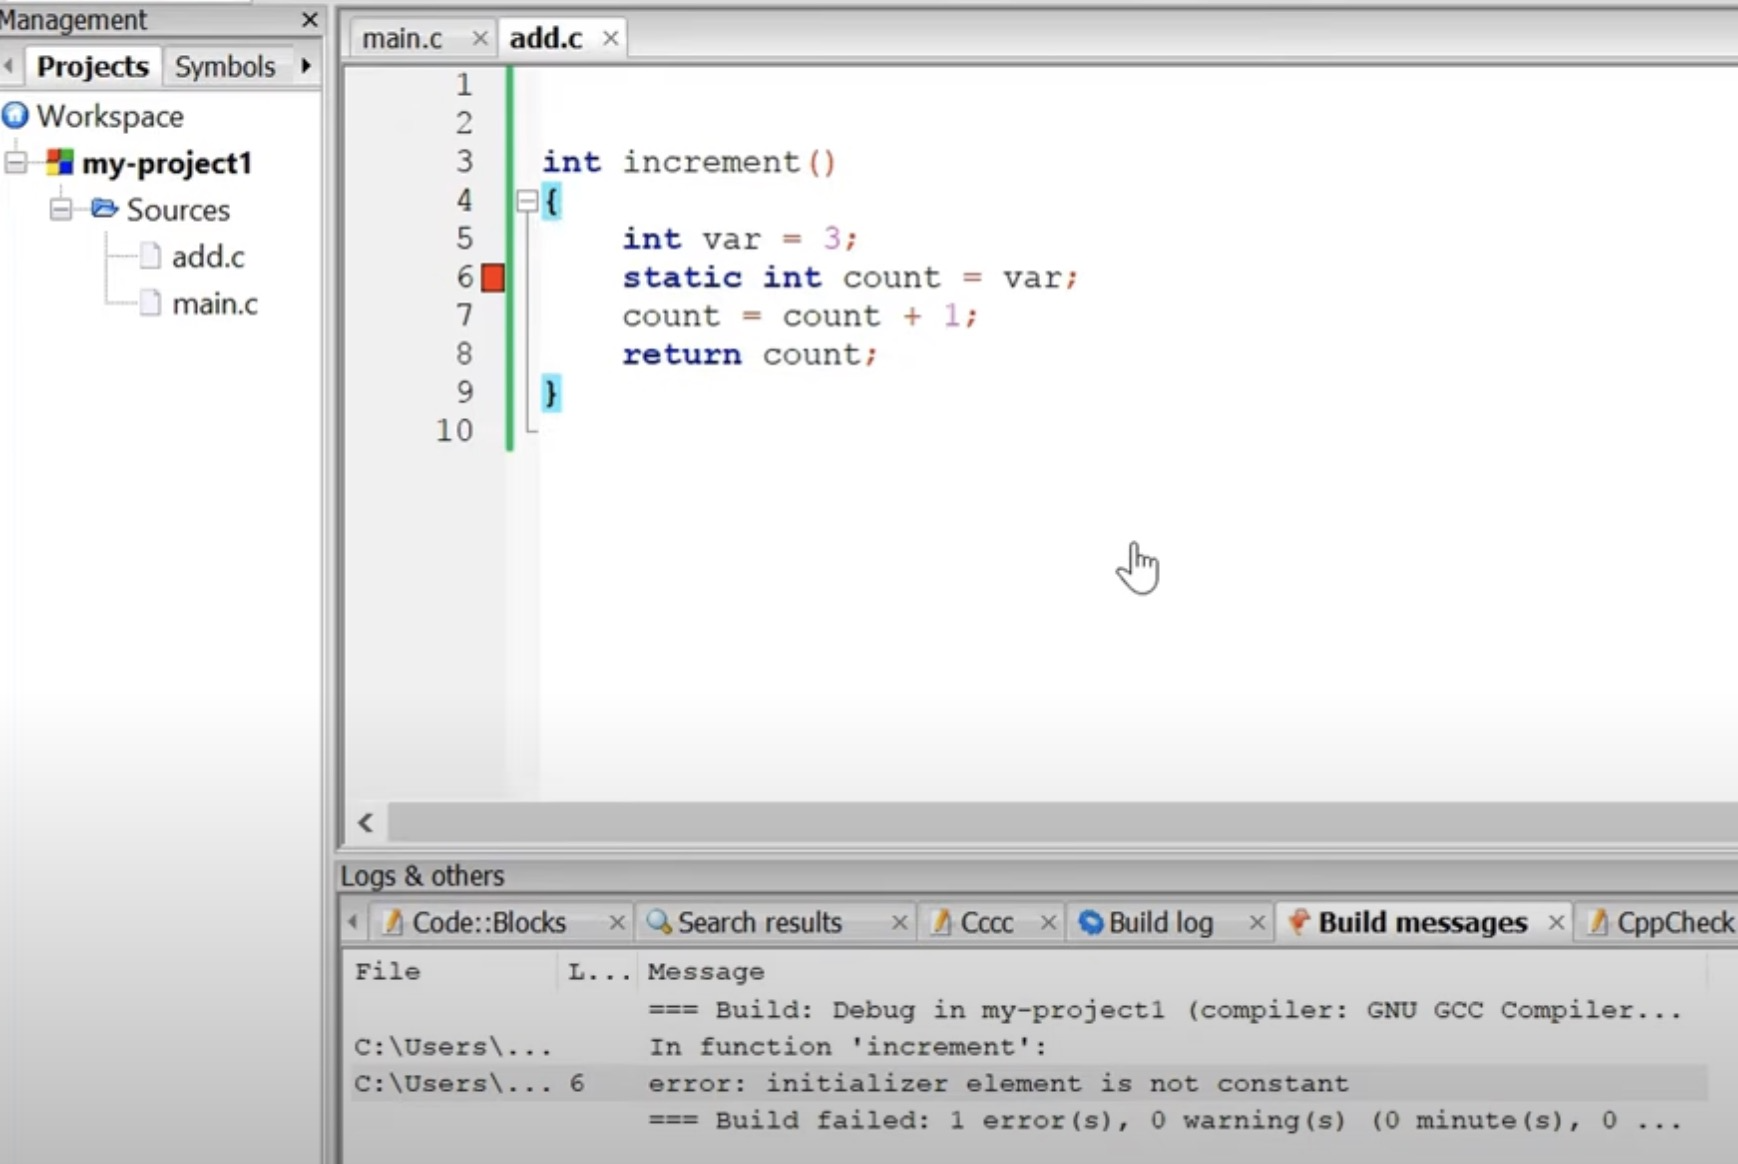 Management
Projects Symbols
Workspace
my-project1
Sources
add.c
main.c
main.c add.c
1
2
3 int increment()
4 {
5 int var = 3;
6 static int count = var;
7 count = count + 1;
8 return count;
9 }
10
Logs & others
Code::Blocks Search results Cccc Build log Build messages CppCheck
File L... Message
=== Build: Debug in my-project1 (compiler: GNU GCC Compiler...
C:\Users\... In function 'increment':
C:\Users\... 6 error: initializer element is not constant
=== Build failed: 1 error(s), 0 warning(s) (0 minute(s), 0 ...